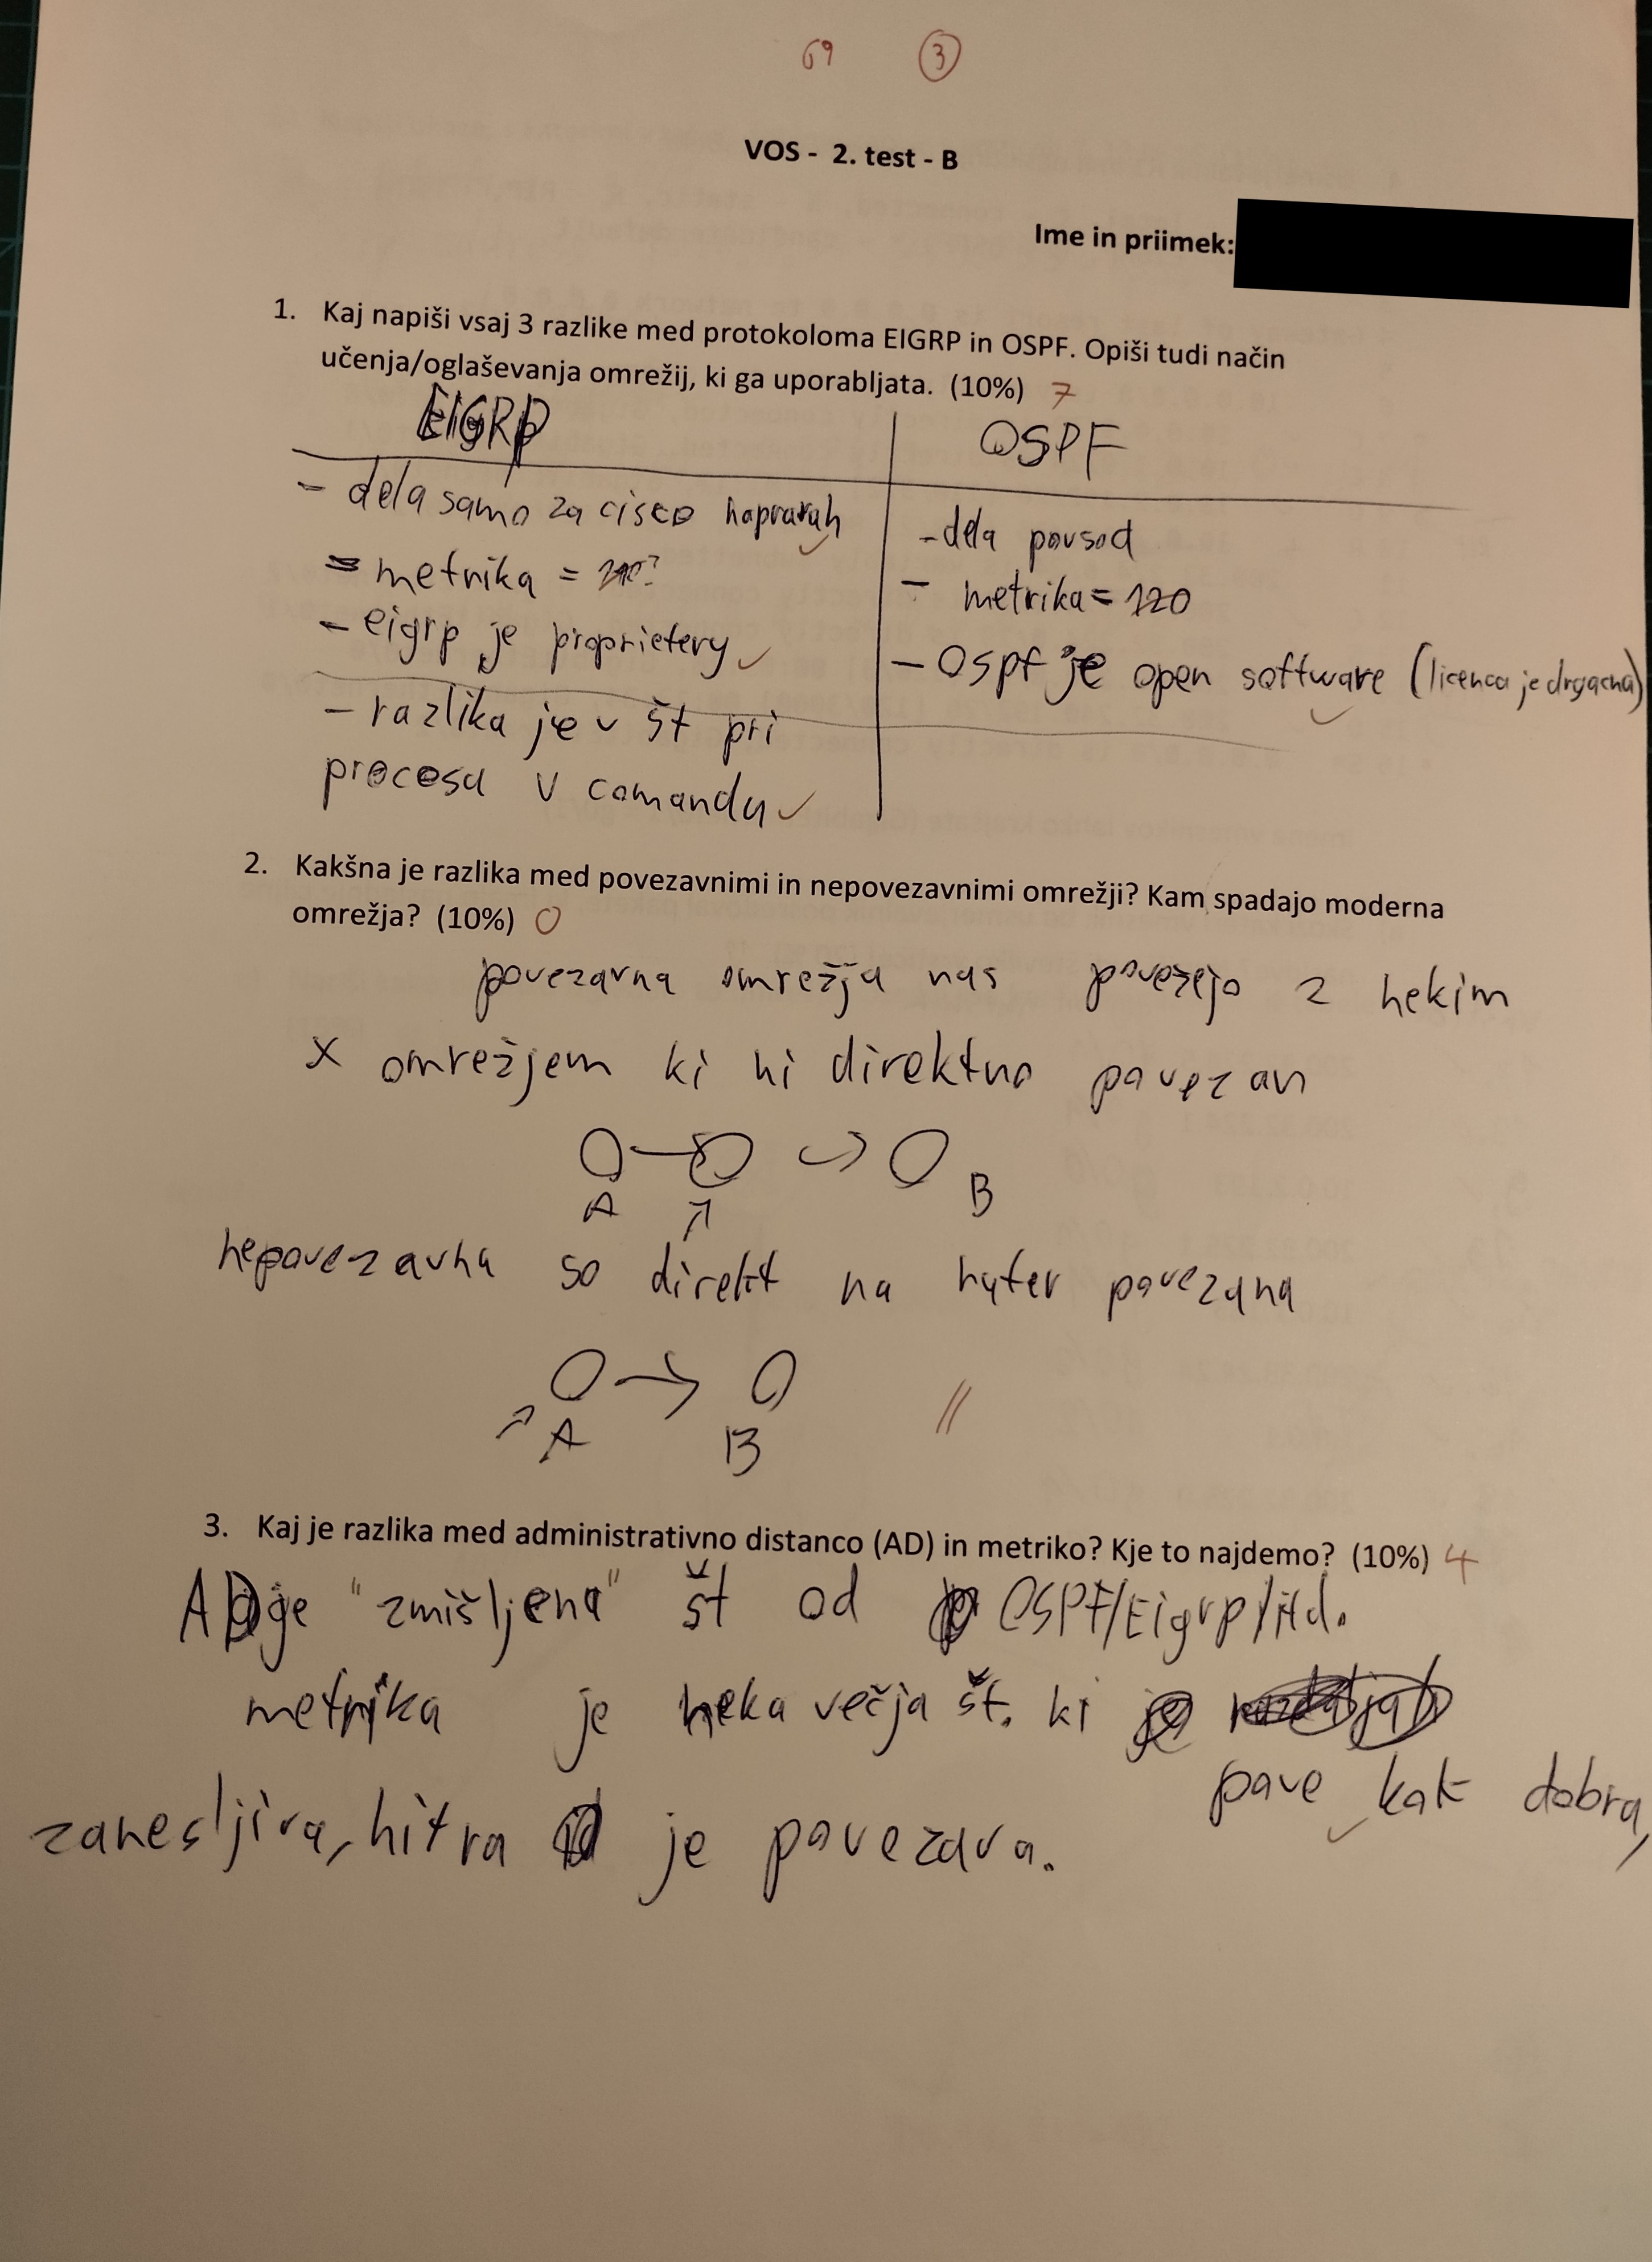 69 3
VOS - 2. test - B
Ime in priimek:
1. Kaj napiši vsaj 3 razlike med protokoloma EIGRP in OSPF. Opiši tudi način
učenja/oglaševanja omrežij, ki ga uporabljata. (10%) 7
EIGRP
- dela samo za cisco napravah
- metrika =
- eigrp je proprietery
- razlika je v št pri
procesu v comandu
OSPF
- dela povsod
- metrika = 120
- Ospf je open software (licenca je drgacna)
2. Kakšna je razlika med povezavnimi in nepovezavnimi omrežji? Kam spadajo moderna
omrežja? (10%) 0
povezavna omrežja nas povežejo z nekim
x omrežjem ki ni direktno povezan
A B
nepovezavna so direkt na ruter povezana
A B
3. Kaj je razlika med administrativno distanco (AD) in metriko? Kje to najdemo? (10%) 4
AD je "zmišljena" št od OSPF/Eigrp/itd.
metrika je neka večja št. ki
pove kak dobra,
zanesljiva, hitra je povezava.